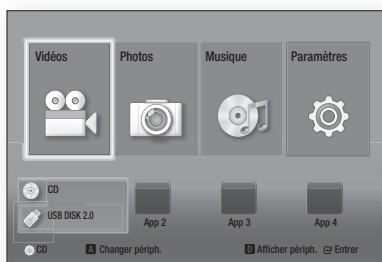 Vidéos Photos Musique Paramètres
CD
USB DISK 2.0
App 2 App 3 App 4
CD A Changer périph. D Afficher périph. Entrer